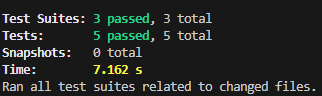 Test Suites: 3 passed, 3 total
Tests:       5 passed, 5 total
Snapshots:   0 total
Time:        7.162 s
Ran all test suites related to changed files.